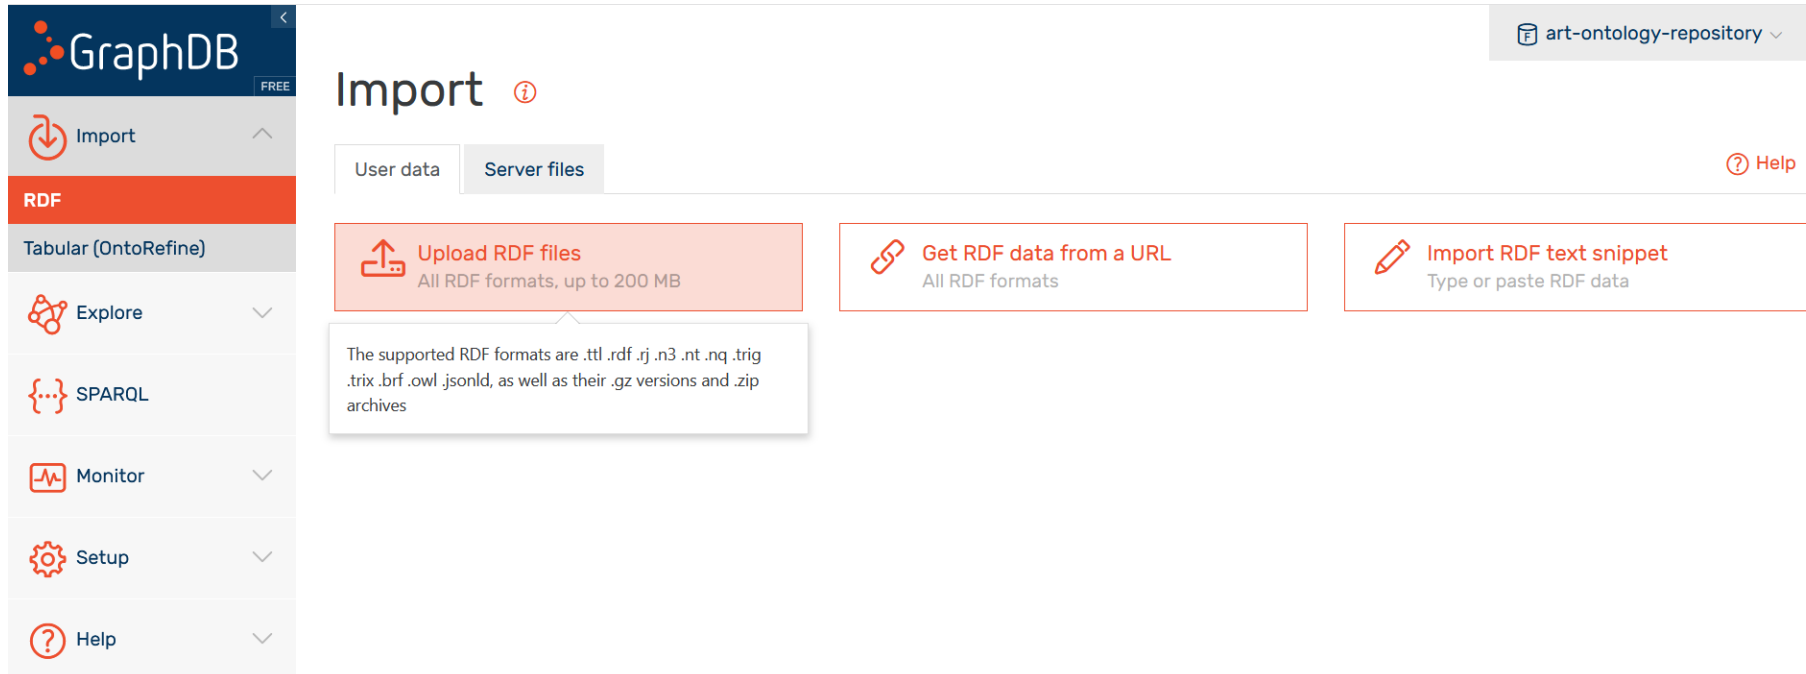 GraphDB
FREE
art-ontology-repository
Import
RDF
Tabular (OntoRefine)
Explore
SPARQL
Monitor
Setup
Help
Import
User data
Server files
Help
Upload RDF files
All RDF formats, up to 200 MB
Get RDF data from a URL
All RDF formats
Import RDF text snippet
Type or paste RDF data
The supported RDF formats are .ttl .rdf .rj .n3 .nt .nq .trig
.trix .brf .owl .jsonld, as well as their .gz versions and .zip
archives